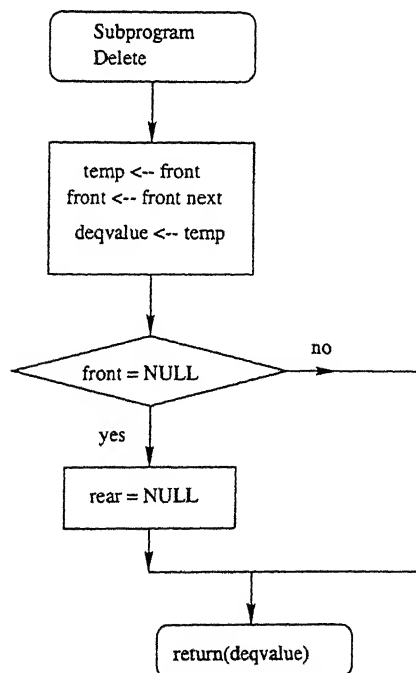 Subprogram
Delete
temp <-- front
front <-- front next
deqvalue <-- temp
front = NULL
no
yes
rear = NULL
return(deqvalue)